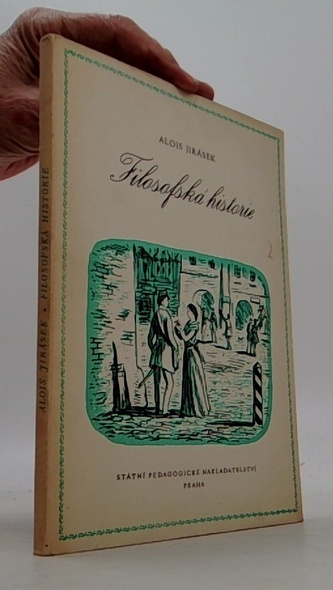 ALOIS JIRÁSEK
Filosofská historie
STÁTNÍ PEDAGOGICKÉ NAKLADATELSTVÍ
PRAHA
ALOIS JIRÁSEK • FILOSOFSKÁ HISTORIE